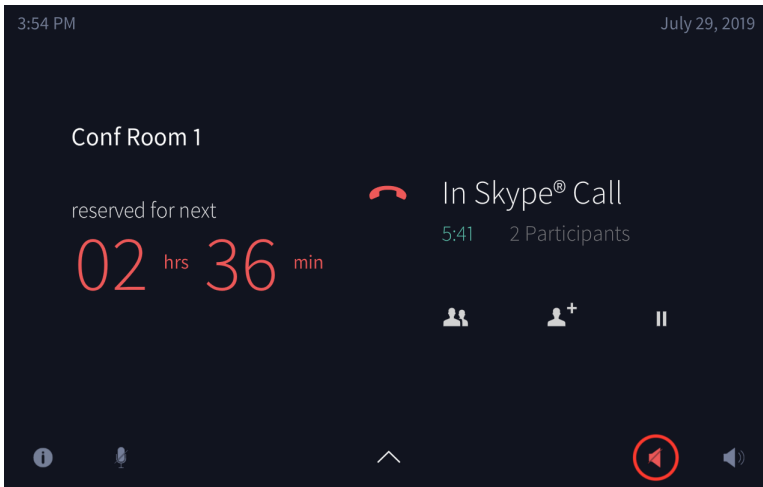 3:54 PM
July 29, 2019
Conf Room 1
reserved for next
02 hrs 36 min
In Skype® Call
5:41 2 Participants